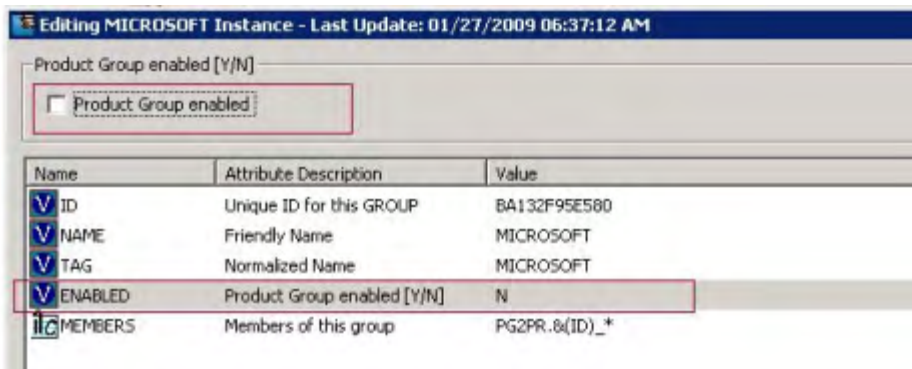 Editing MICROSOFT Instance - Last Update: 01/27/2009 06:37:12 AM
Product Group enabled [Y/N]
Product Group enabled
Name Attribute Description Value
V ID Unique ID for this GROUP BA132F95E580
V NAME Friendly Name MICROSOFT
V TAG Normalized Name MICROSOFT
V ENABLED Product Group enabled [Y/N] N
MEMBERS Members of this group PG2PR.&(ID)_*